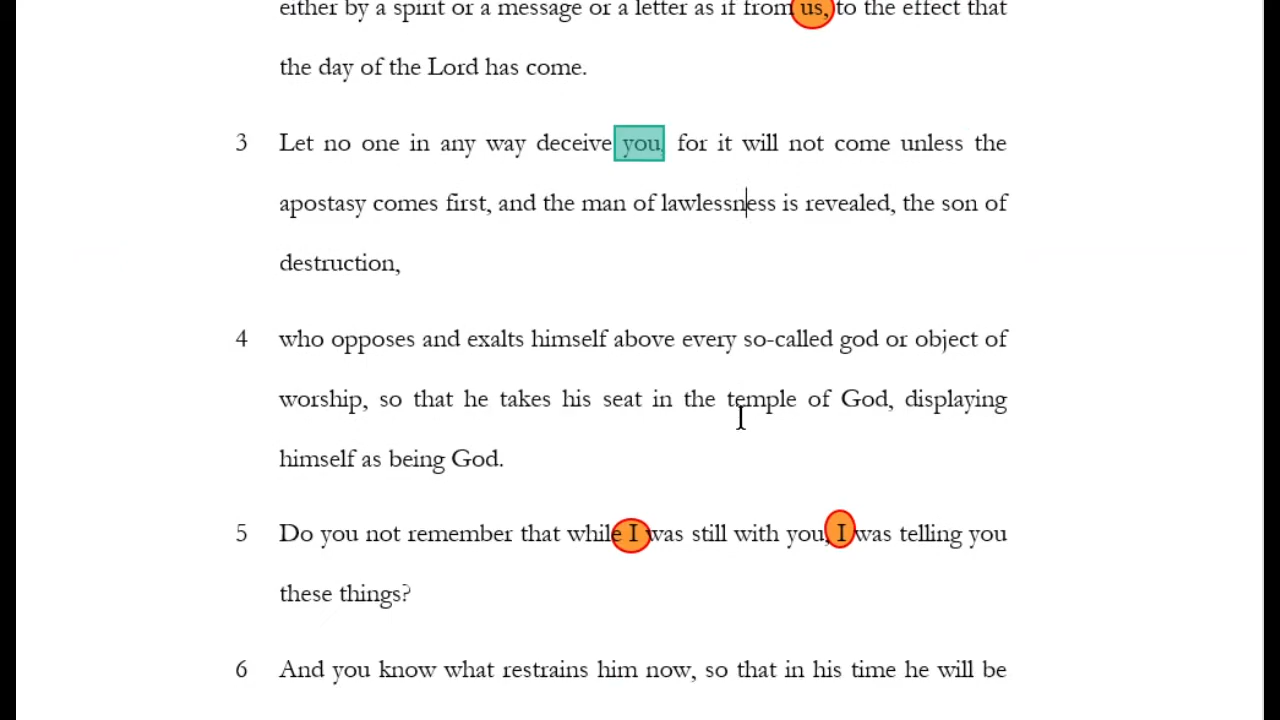 either by a spirit or a message or a letter as if from us, to the effect that
the day of the Lord has come.
3 Let no one in any way deceive you, for it will not come unless the
apostasy comes first, and the man of lawlessness is revealed, the son of
destruction,
4 who opposes and exalts himself above every so-called god or object of
worship, so that he takes his seat in the temple of God, displaying
himself as being God.
5 Do you not remember that while I was still with you, I was telling you
these things?
6 And you know what restrains him now, so that in his time he will be